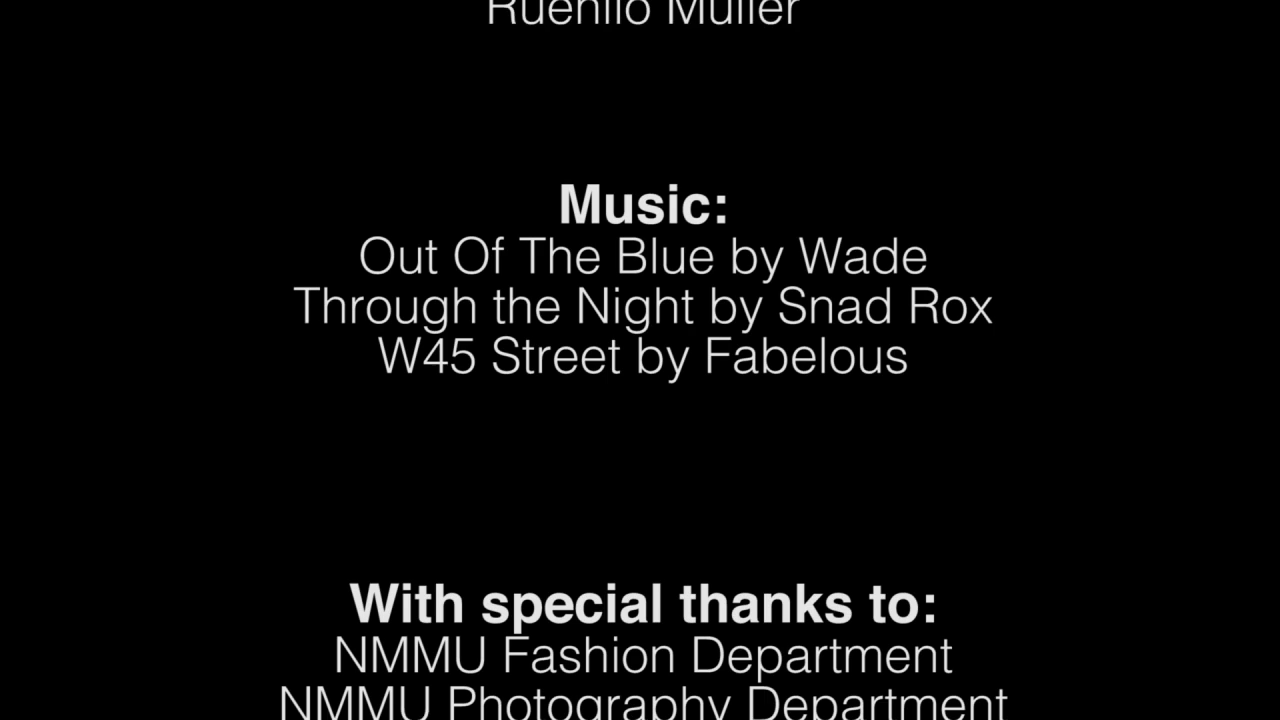 Müller
Music:
Out Of The Blue by Wade
Through the Night by Snad Rox
W45 Street by Fabelous
With special thanks to:
NMMU Fashion Department
NMMU Photography Department